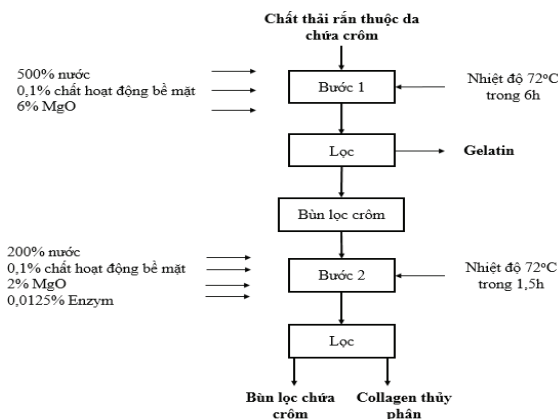 Chất thải rắn thuộc da
chứa crôm
500% nước
0,1% chất hoạt động bề mặt
6% MgO
Bước 1
Nhiệt độ 72°C
trong 6h
Lọc
Gelatin
Bùn lọc crôm
200% nước
0,1% chất hoạt động bề mặt
2% MgO
0,0125% Enzym
Bước 2
Nhiệt độ 72°C
trong 1,5h
Lọc
Bùn lọc chứa
crôm
Collagen thủy
phân